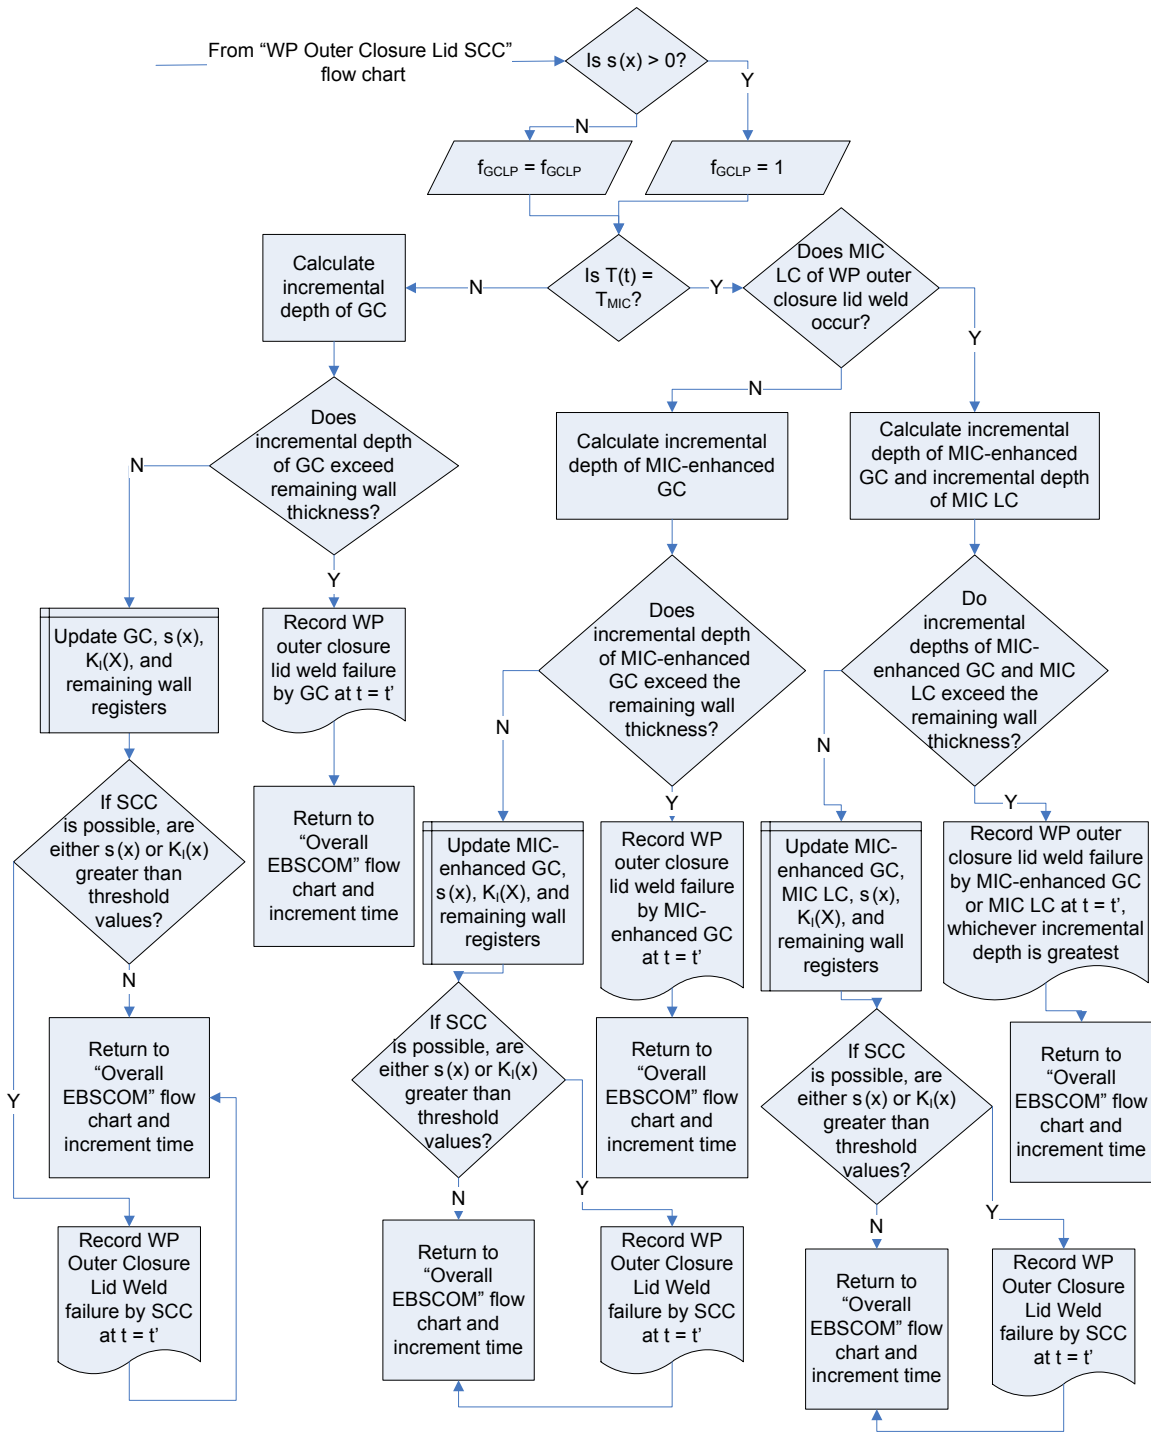 From “WP Outer Closure Lid SCC”
flow chart
Is s(x) > 0?
Y
N
fGCLP = fGCLP
fGCLP = 1
Calculate
incremental
depth of GC
N
Is T(t) =
TMIC?
Y
Does MIC
LC of WP outer
closure lid weld
occur?
Y
N
Does
incremental depth
of GC exceed
remaining wall
thickness?
N
Y
Calculate incremental
depth of MIC-enhanced
GC
Calculate incremental
depth of MIC-enhanced
GC and incremental depth
of MIC LC
Update GC, s(x),
KI(X), and
remaining wall
registers
Record WP
outer closure
lid weld failure
by GC at t = t’
Does
incremental depth
of MIC-enhanced
GC exceed the
remaining wall
thickness?
N
Y
Do
incremental
depths of MIC-
enhanced GC and MIC
LC exceed the
remaining wall
thickness?
N
Y
If SCC
is possible, are
either s(x) or KI(x)
greater than
threshold
values?
N
Y
Return to
“Overall
EBSCOM” flow
chart and
increment time
Update MIC-
enhanced GC,
s(x), KI(X), and
remaining wall
registers
Record WP
outer closure
lid weld failure
by MIC-
enhanced GC
at t = t’
Update MIC-
enhanced GC,
MIC LC, s(x),
KI(X), and
remaining wall
registers
Record WP outer
closure lid weld failure
by MIC-enhanced GC
or MIC LC at t = t’,
whichever incremental
depth is greatest
Return to
“Overall
EBSCOM” flow
chart and
increment time
If SCC
is possible, are
either s(x) or KI(x)
greater than
threshold
values?
N
Y
Return to
“Overall
EBSCOM” flow
chart and
increment time
If SCC
is possible, are
either s(x) or KI(x)
greater than
threshold
values?
N
Y
Return to
“Overall
EBSCOM” flow
chart and
increment time
Record WP
Outer Closure
Lid Weld
failure by SCC
at t = t’
Return to
“Overall
EBSCOM” flow
chart and
increment time
Record WP
Outer Closure
Lid Weld
failure by SCC
at t = t’
Return to
“Overall
EBSCOM” flow
chart and
increment time
Record WP
Outer Closure
Lid Weld
failure by SCC
at t = t’